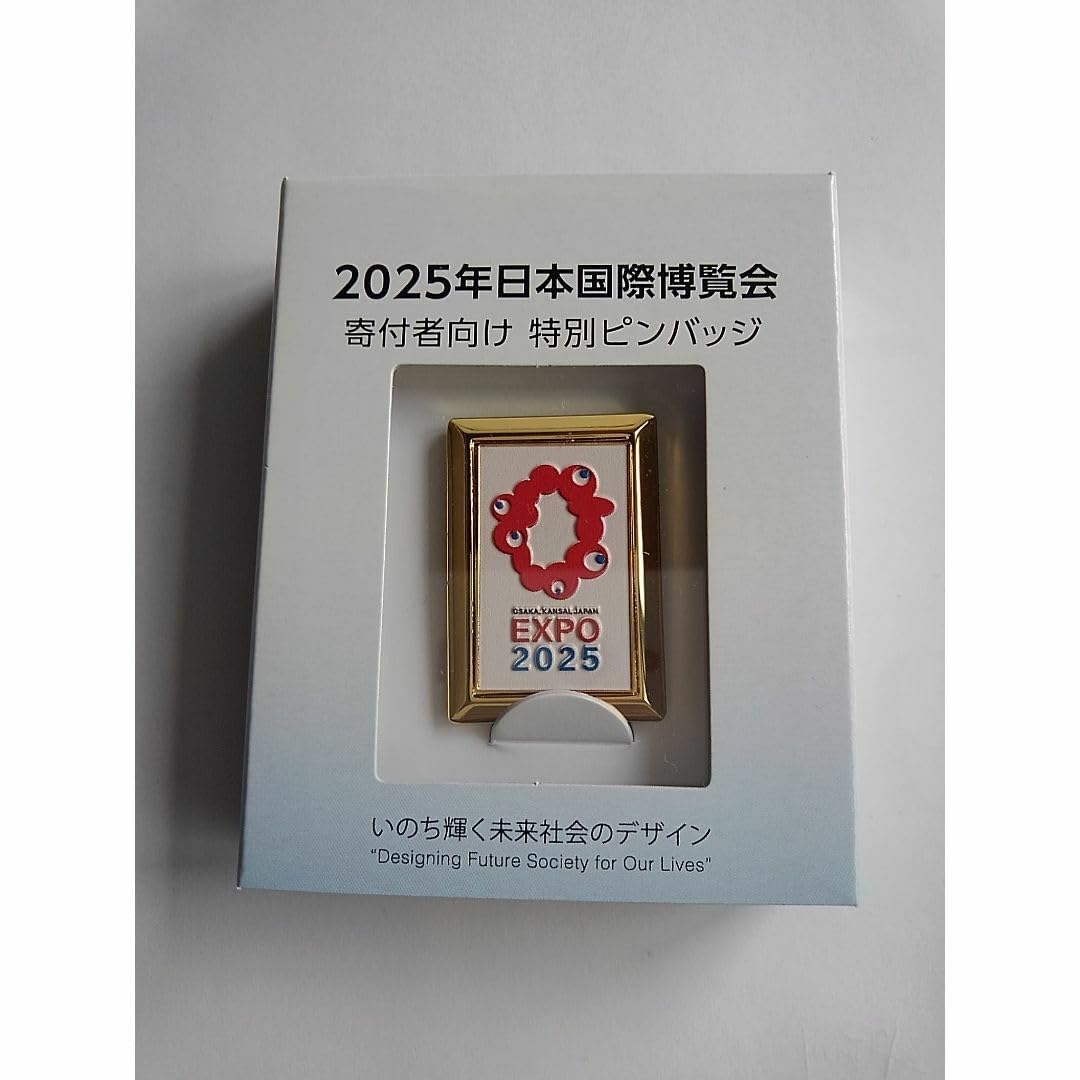 2025年日本国際博覧会
寄付者向け 特別ピンバッジ
OSAKA, KANSAI, JAPAN
EXPO
2025
いのち輝く未来社会のデザイン
“Designing Future Society for Our Lives”